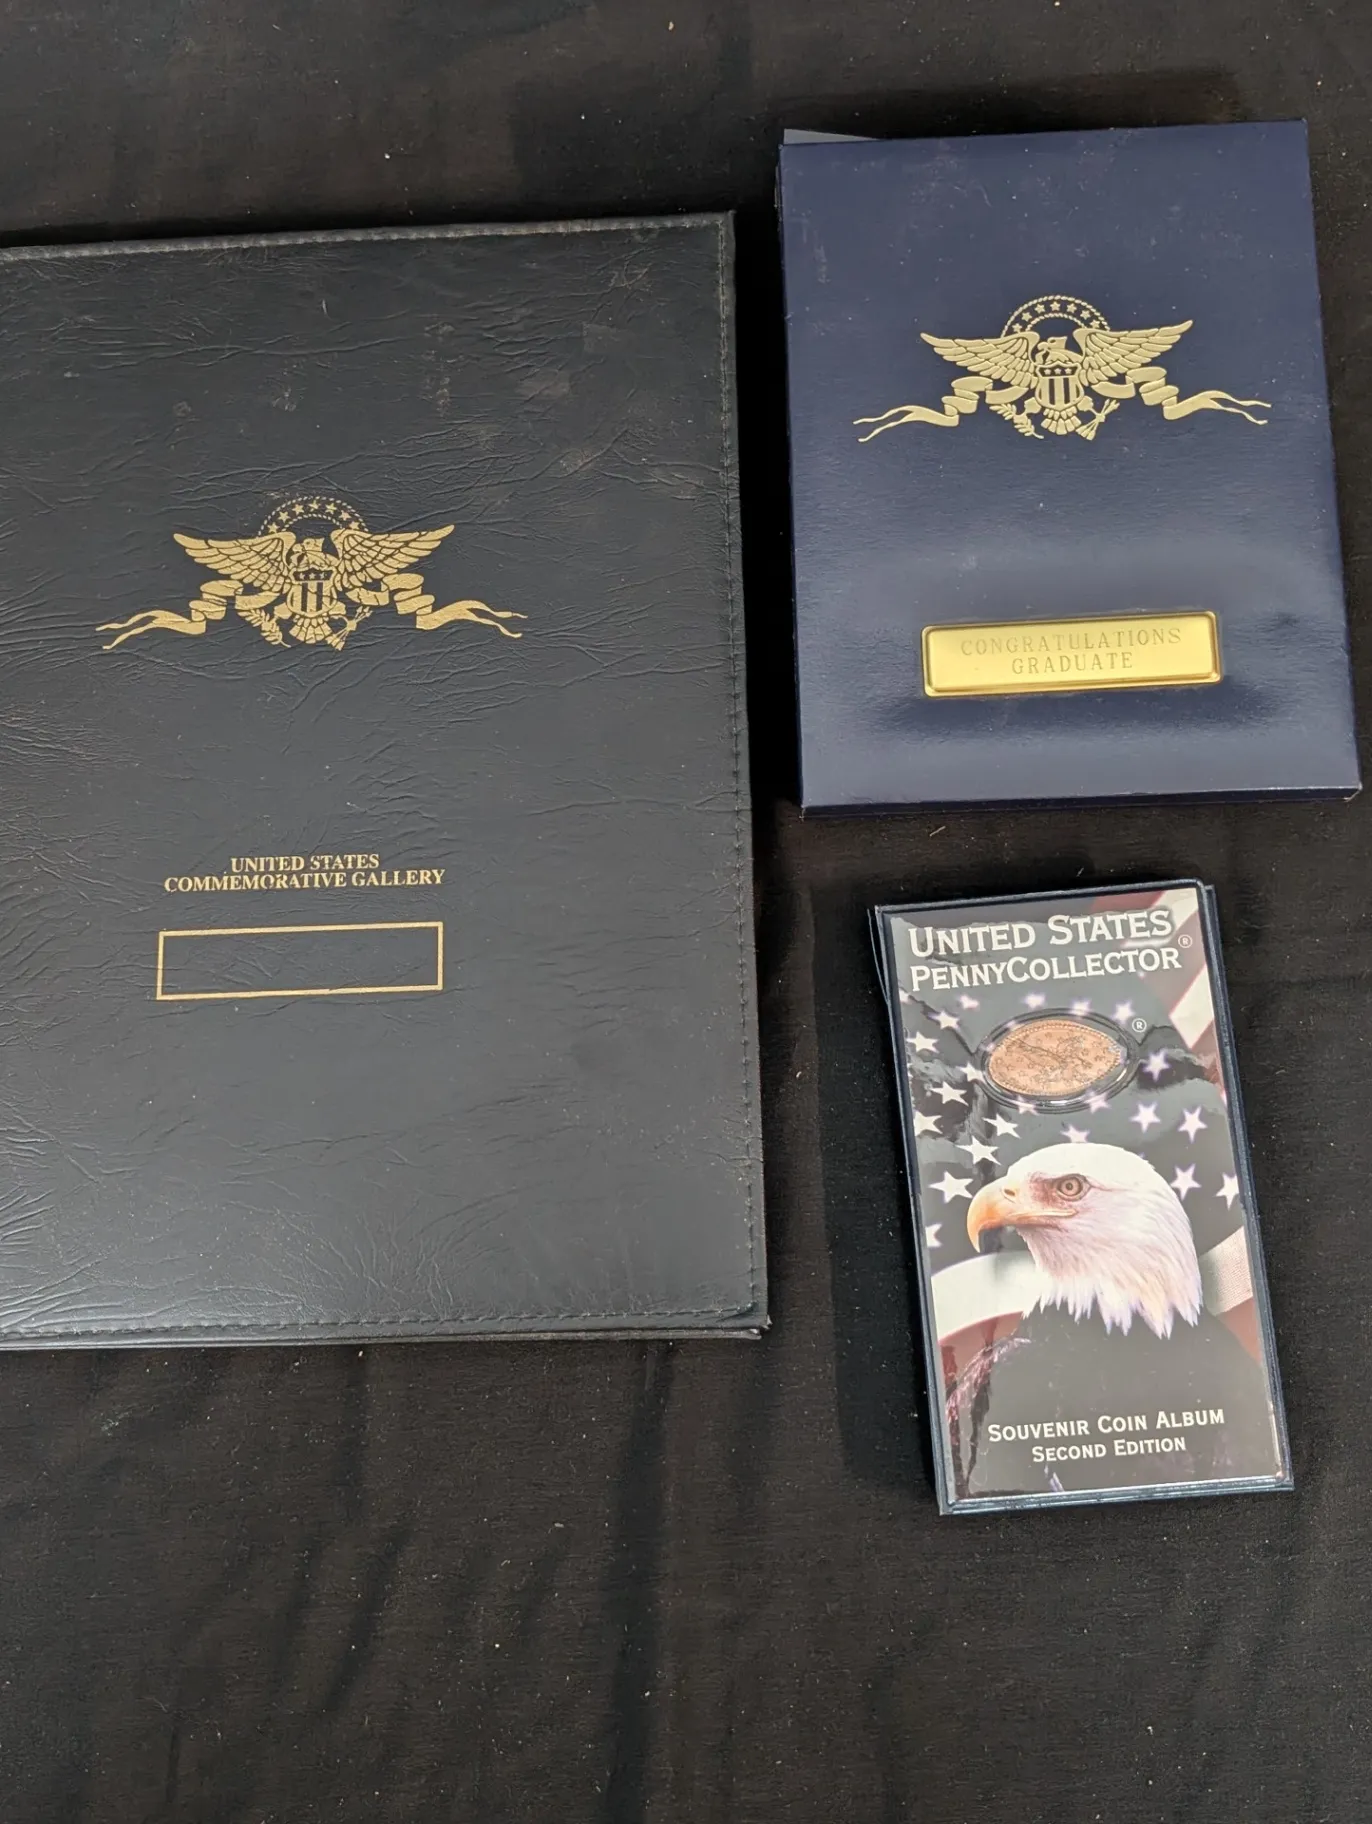 UNITED STATES
COMMEMORATIVE GALLERY
CONGRATULATIONS
GRADUATE
UNITED STATES
PENNYCOLLECTOR®
®
SOUVENIR COIN ALBUM
SECOND EDITION